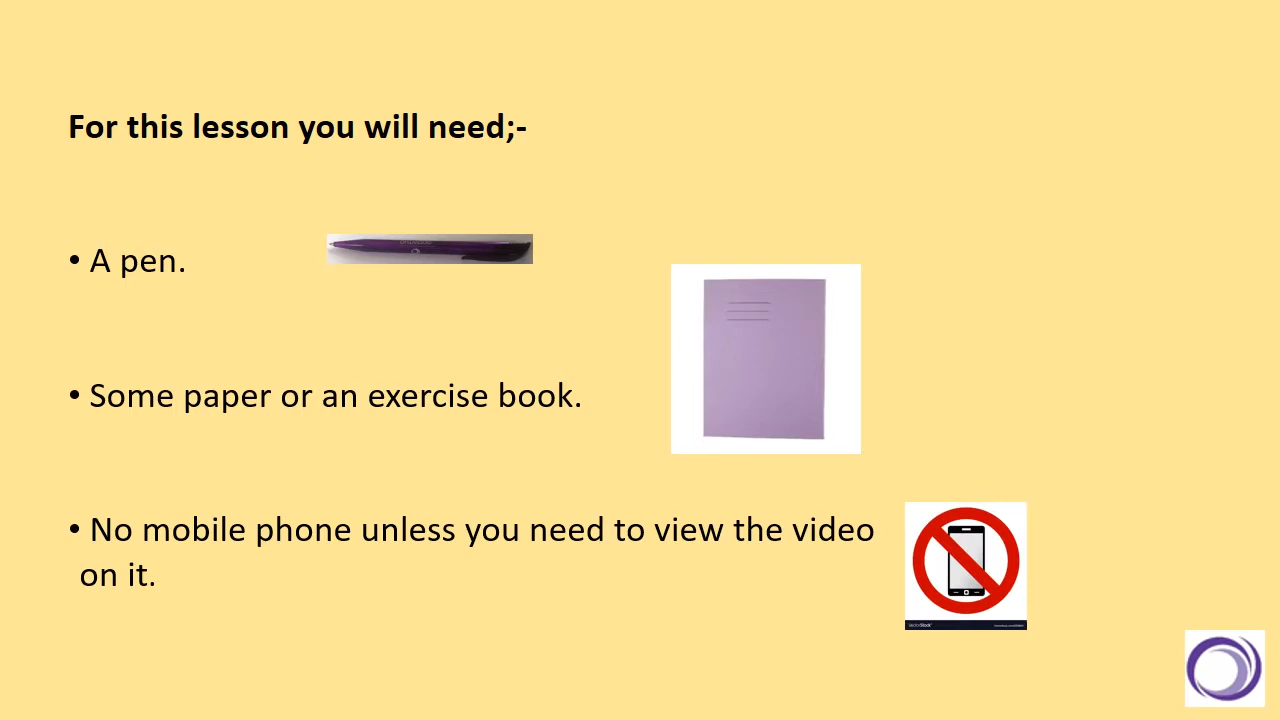 For this lesson you will need;-
• A pen.
• Some paper or an exercise book.
• No mobile phone unless you need to view the video
on it.
VectorStock